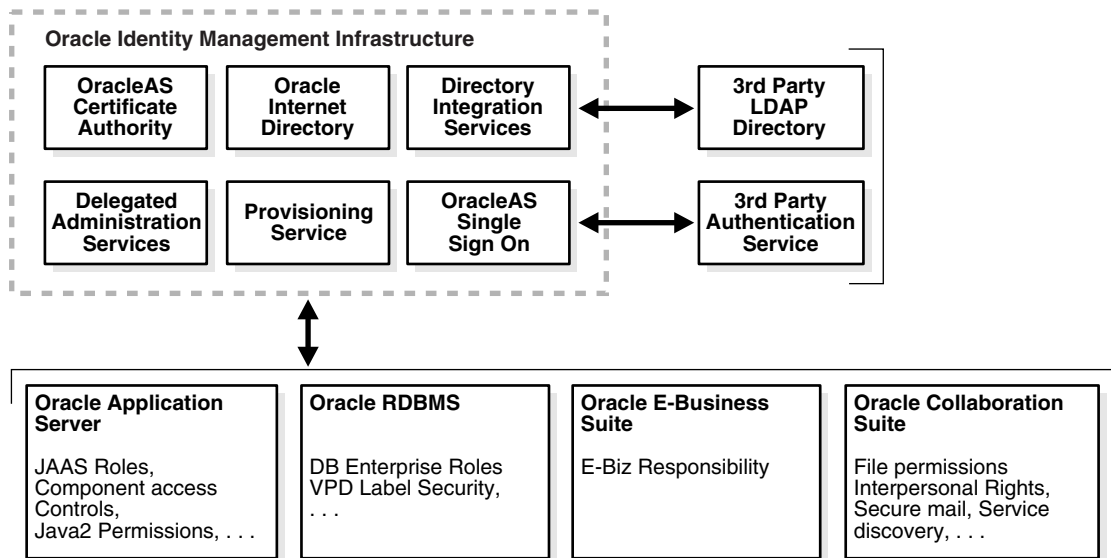 Oracle Identity Management Infrastructure
OracleAS
Certificate
Authority
Oracle
Internet
Directory
Directory
Integration
Services
3rd Party
LDAP
Directory
Delegated
Administration
Services
Provisioning
Service
OracleAS
Single
Sign On
3rd Party
Authentication
Service
Oracle Application
Server
JAAS Roles,
Component access
Controls,
Java2 Permissions, . . .
Oracle RDBMS
DB Enterprise Roles
VPD Label Security,
. . .
Oracle E-Business
Suite
E-Biz Responsibility
Oracle Collaboration
Suite
File permissions
Interpersonal Rights,
Secure mail, Service
discovery, . . .